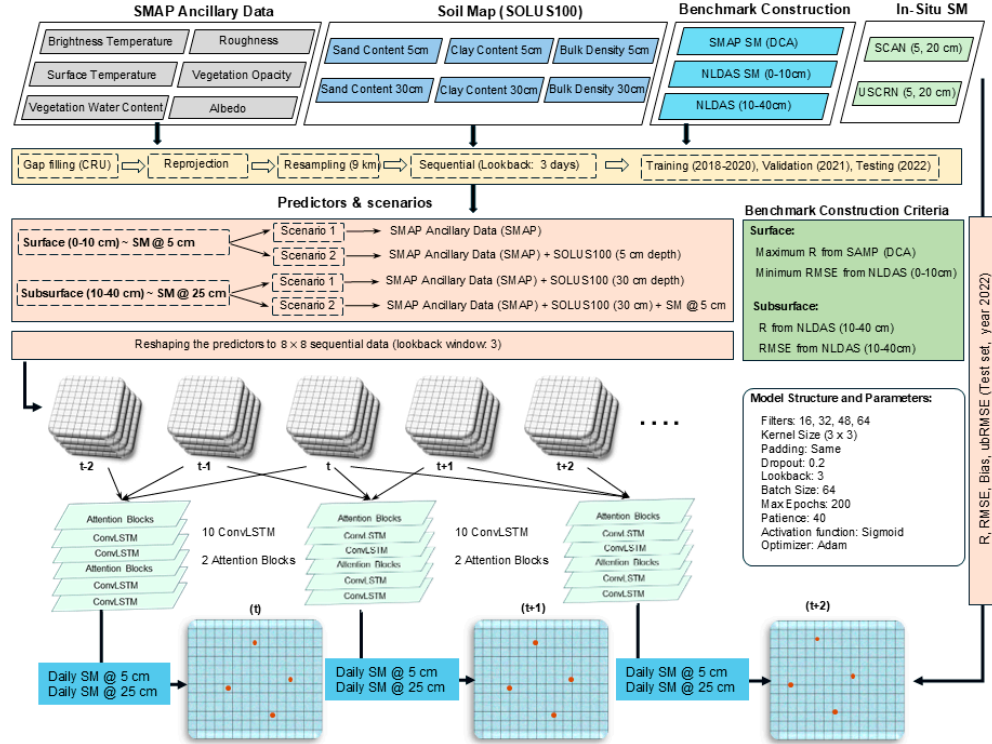 SMAP Ancillary Data
Soil Map (SOLUS100)
Benchmark Construction
In-Situ SM
Brightness Temperature
Roughness
Surface Temperature
Vegetation Opacity
Vegetation Water Content
Albedo
Sand Content 5cm
Clay Content 5cm
Bulk Density 5cm
Sand Content 30cm
Clay Content 30cm
Bulk Density 30cm
SMAP SM (DCA)
NLDAS SM (0-10cm)
NLDAS (10-40cm)
SCAN (5, 20 cm)
USCRN (5, 20 cm)
Gap filling (CRU)
Reprojection
Resampling (9 km)
Sequential (Lookback: 3 days)
Training (2018-2020), Validation (2021), Testing (2022)
Predictors & scenarios
Surface (0-10 cm) ~ SM @ 5 cm
Scenario 1
SMAP Ancillary Data (SMAP)
Scenario 2
SMAP Ancillary Data (SMAP) + SOLUS100 (5 cm depth)
Subsurface (10-40 cm) ~ SM @ 25 cm
Scenario 1
SMAP Ancillary Data (SMAP) + SOLUS100 (30 cm depth)
Scenario 2
SMAP Ancillary Data (SMAP) + SOLUS100 (30 cm) + SM @ 5 cm
Benchmark Construction Criteria
Surface:
Maximum R from SAMP (DCA)
Minimum RMSE from NLDAS (0-10cm)
Subsurface:
R from NLDAS (10-40 cm)
RMSE from NLDAS (10-40cm)
R, RMSE, Bias, ubRMSE (Test set, year 2022)
Reshaping the predictors to 8 × 8 sequential data (lookback window: 3)
t-2
t-1
t
t+1
t+2
Model Structure and Parameters:
Filters: 16, 32, 48, 64
Kernel Size (3 x 3)
Padding: Same
Dropout: 0.2
Lookback: 3
Batch Size: 64
Max Epochs: 200
Patience: 40
Activation function: Sigmoid
Optimizer: Adam
Attention Blocks
ConvLSTM
ConvLSTM
Attention Blocks
ConvLSTM
ConvLSTM
10 ConvLSTM
2 Attention Blocks
Attention Blocks
ConvLSTM
ConvLSTM
Attention Blocks
ConvLSTM
ConvLSTM
10 ConvLSTM
2 Attention Blocks
Attention Blocks
ConvLSTM
ConvLSTM
Attention Blocks
ConvLSTM
ConvLSTM
(t)
(t+1)
(t+2)
Daily SM @ 5 cm
Daily SM @ 25 cm
Daily SM @ 5 cm
Daily SM @ 25 cm
Daily SM @ 5 cm
Daily SM @ 25 cm